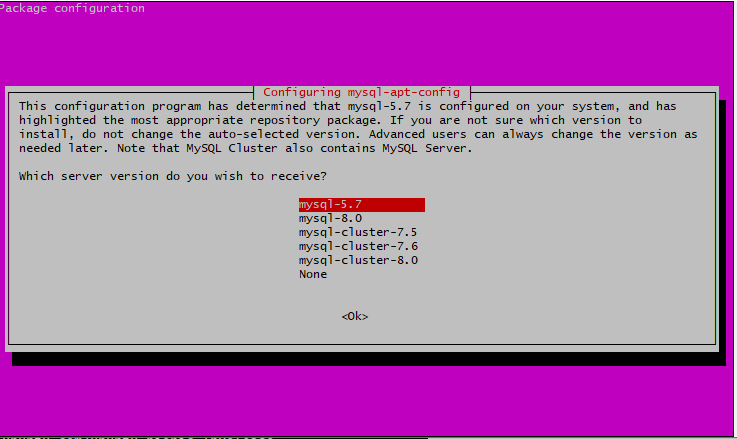 Package configuration
Configuring mysql-apt-config
This configuration program has determined that mysql-5.7 is configured on your system, and has
highlighted the most appropriate repository package. If you are not sure which version to
install, do not change the auto-selected version. Advanced users can always change the version as
needed later. Note that MySQL Cluster also contains MySQL Server.
Which server version do you wish to receive?
mysql-5.7
mysql-8.0
mysql-cluster-7.5
mysql-cluster-7.6
mysql-cluster-8.0
None
<Ok>